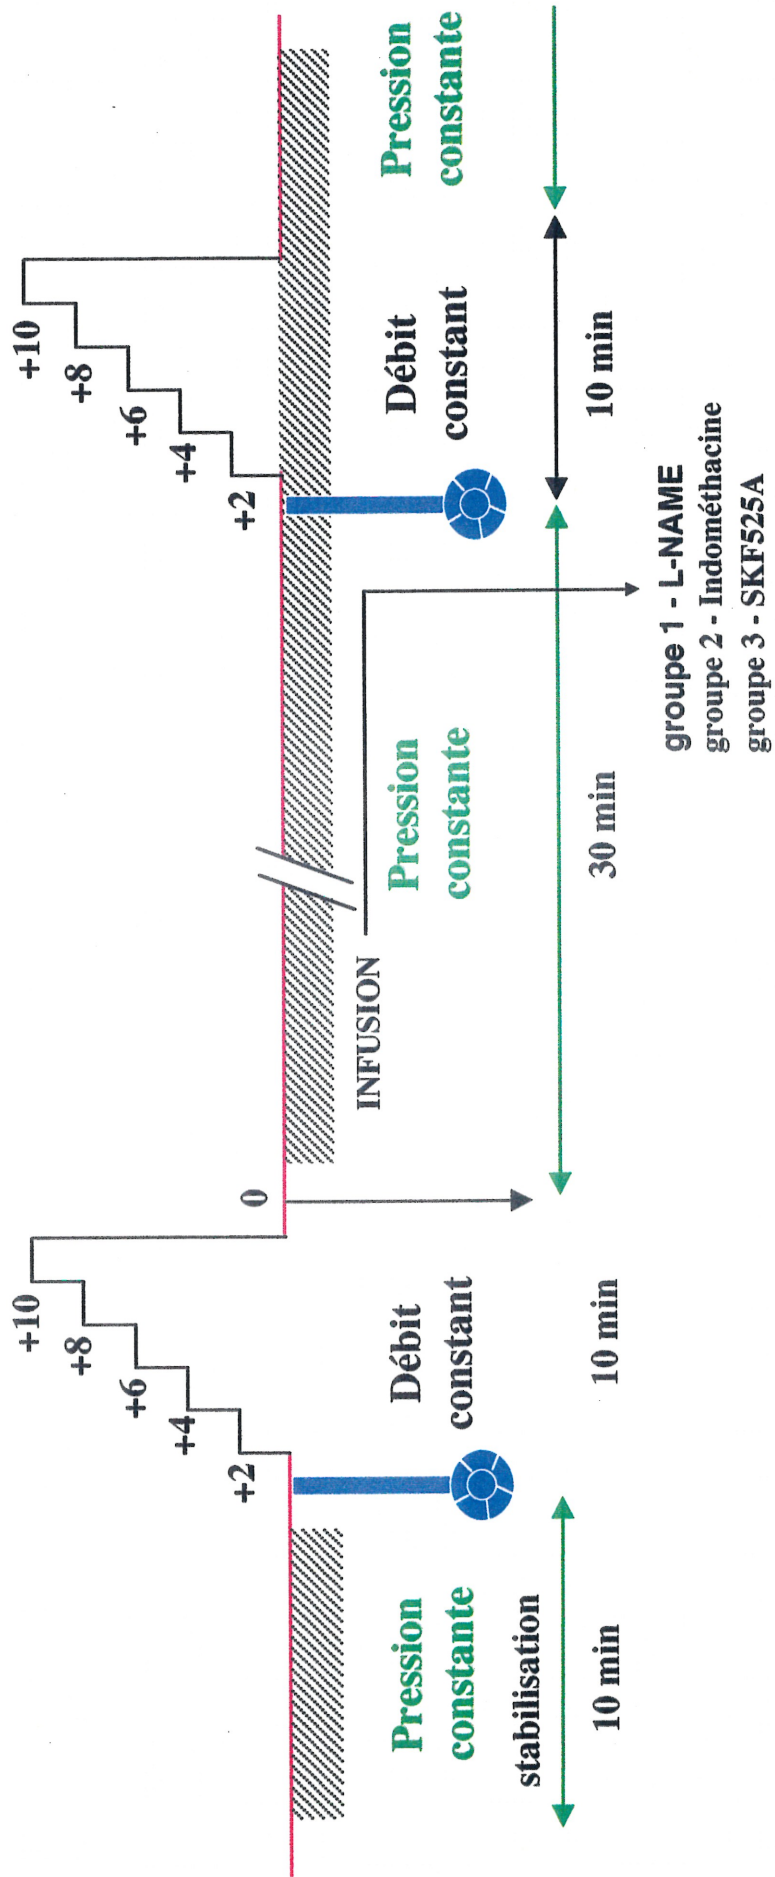 +2
+4
+6
+8
+10
0
+2
+4
+6
+8
+10
INFUSION
Pression
constante
stabilisation
10 min
Débit
constant
10 min
Pression
constante
30 min
Débit
constant
10 min
Pression
constante
groupe 1 - L-NAME
groupe 2 - Indométhacine
groupe 3 - SKF525A